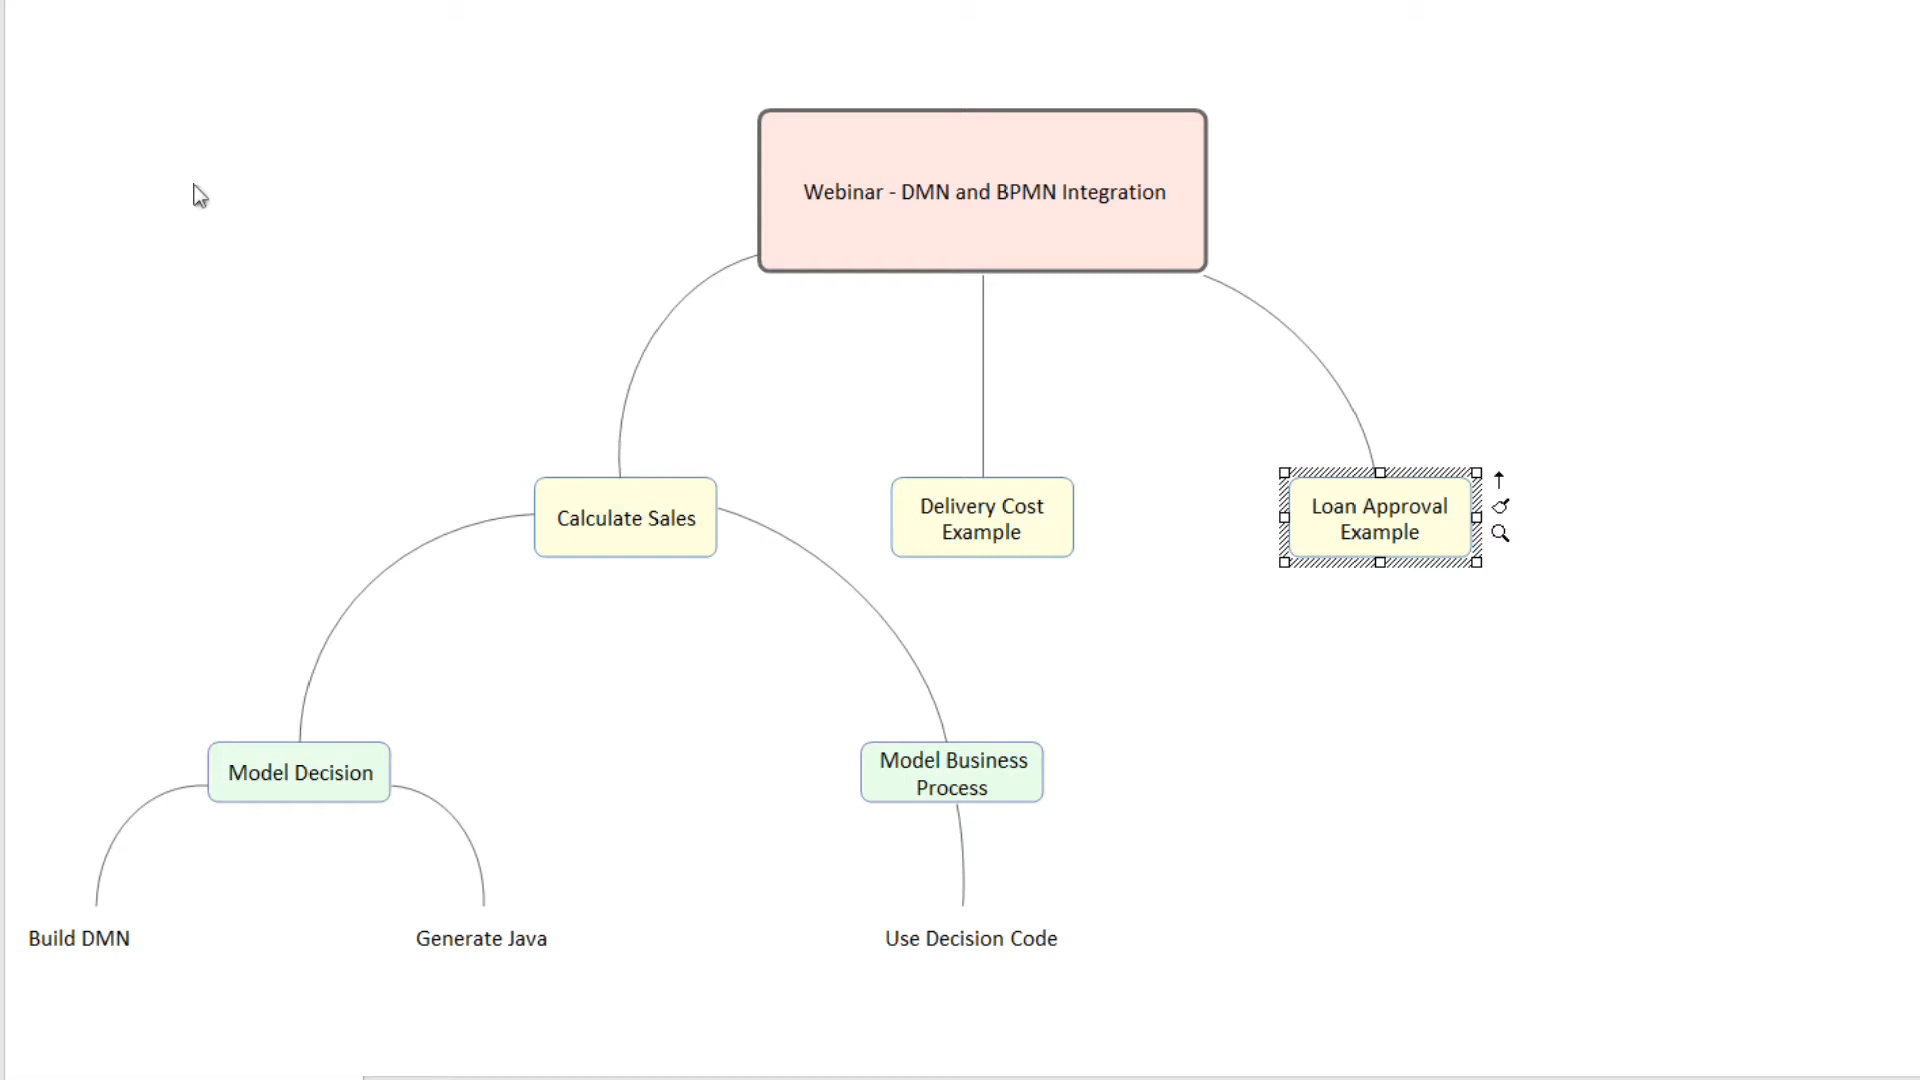 Webinar - DMN and BPMN Integration
Calculate Sales
Delivery Cost
Example
Loan Approval
Example
Model Decision
Model Business
Process
Build DMN
Generate Java
Use Decision Code